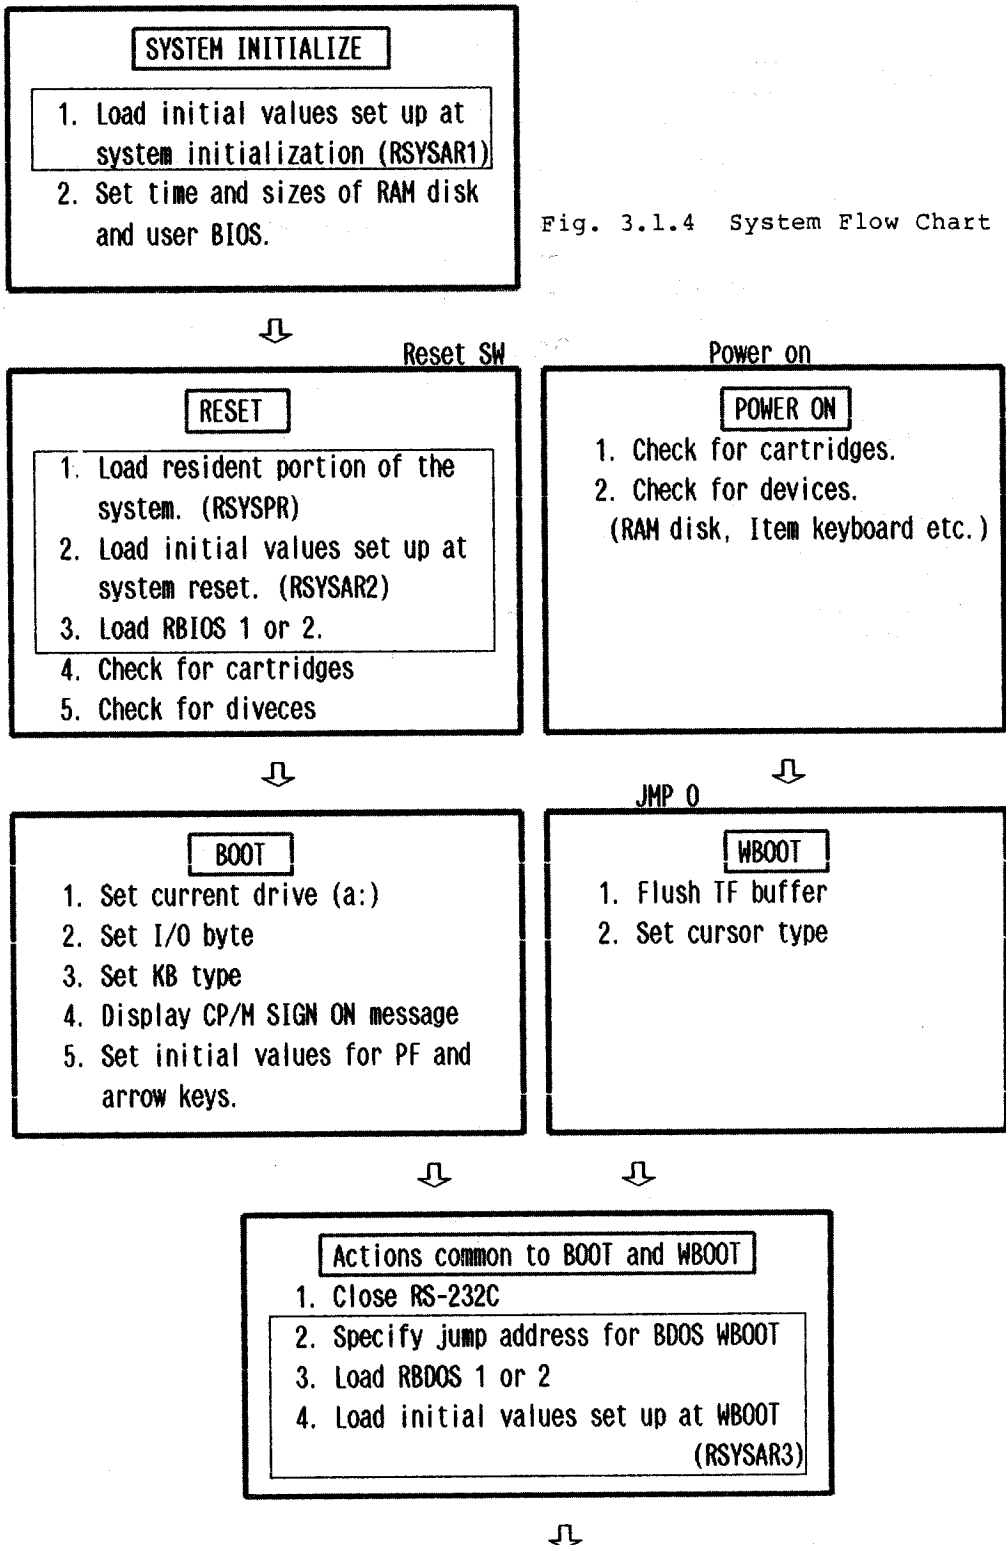 SYSTEM INITIALIZE
1. Load initial values set up at
system initialization (RSYSAR1)
2. Set time and sizes of RAM disk
and user BIOS.
Fig. 3.1.4 System Flow Chart
Reset SW
RESET
1. Load resident portion of the
system. (RSYSPR)
2. Load initial values set up at
system reset. (RSYSAR2)
3. Load RBIOS 1 or 2.
4. Check for cartridges
5. Check for diveces
Power on
POWER ON
1. Check for cartridges.
2. Check for devices.
(RAM disk, Item keyboard etc.)
BOOT
1. Set current drive (a:)
2. Set I/O byte
3. Set KB type
4. Display CP/M SIGN ON message
5. Set initial values for PF and
arrow keys.
JMP 0
WBOOT
1. Flush TF buffer
2. Set cursor type
Actions common to BOOT and WBOOT
1. Close RS-232C
2. Specify jump address for BDOS WBOOT
3. Load RBDOS 1 or 2
4. Load initial values set up at WBOOT
(RSYSAR3)